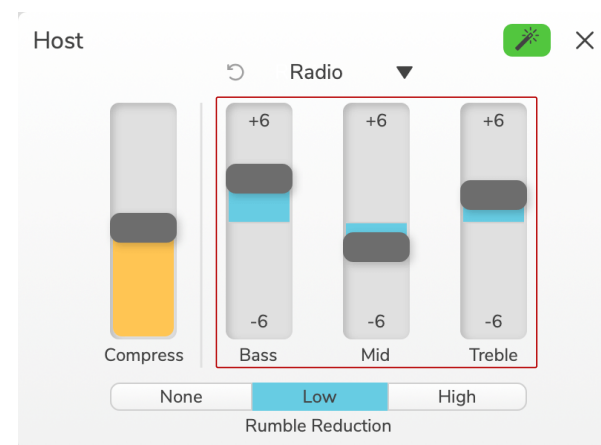 Host
Radio
+6 +6 +6
-6 -6 -6
Compress Bass Mid Treble
None Low High
Rumble Reduction